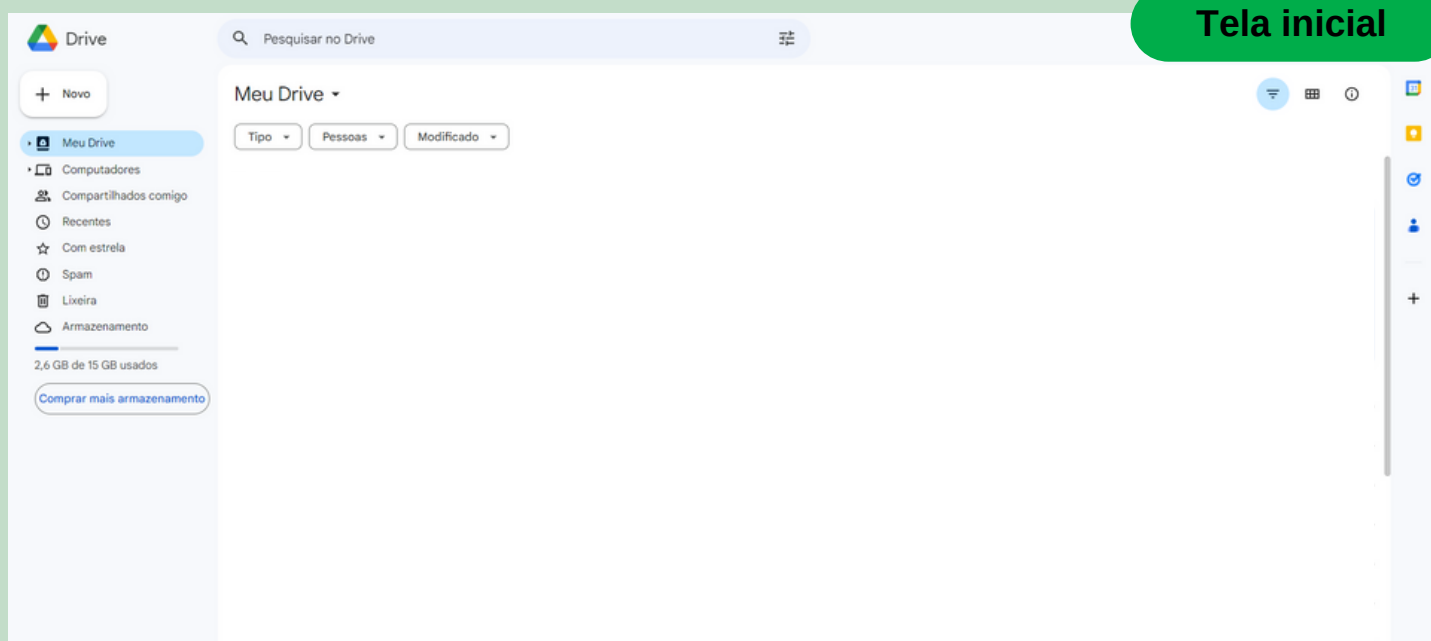 Tela inicial
Drive
Pesquisar no Drive
Novo
Meu Drive
Tipo
Pessoas
Modificado
Meu Drive
Computadores
Compartilhados comigo
Recentes
Com estrela
Spam
Lixeira
Armazenamento
2,6 GB de 15 GB usados
Comprar mais armazenamento